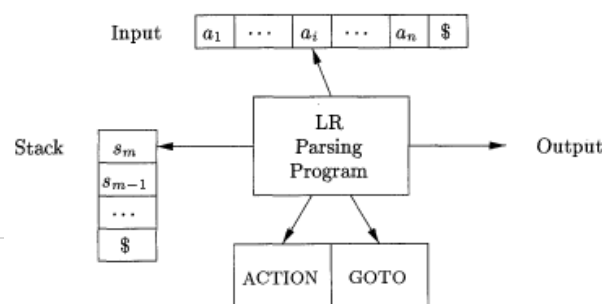 Input a₁ ... aᵢ ... aₙ $
LR
Parsing
Program
Stack
sₘ
sₘ₋₁
...
$
Output
ACTION GOTO